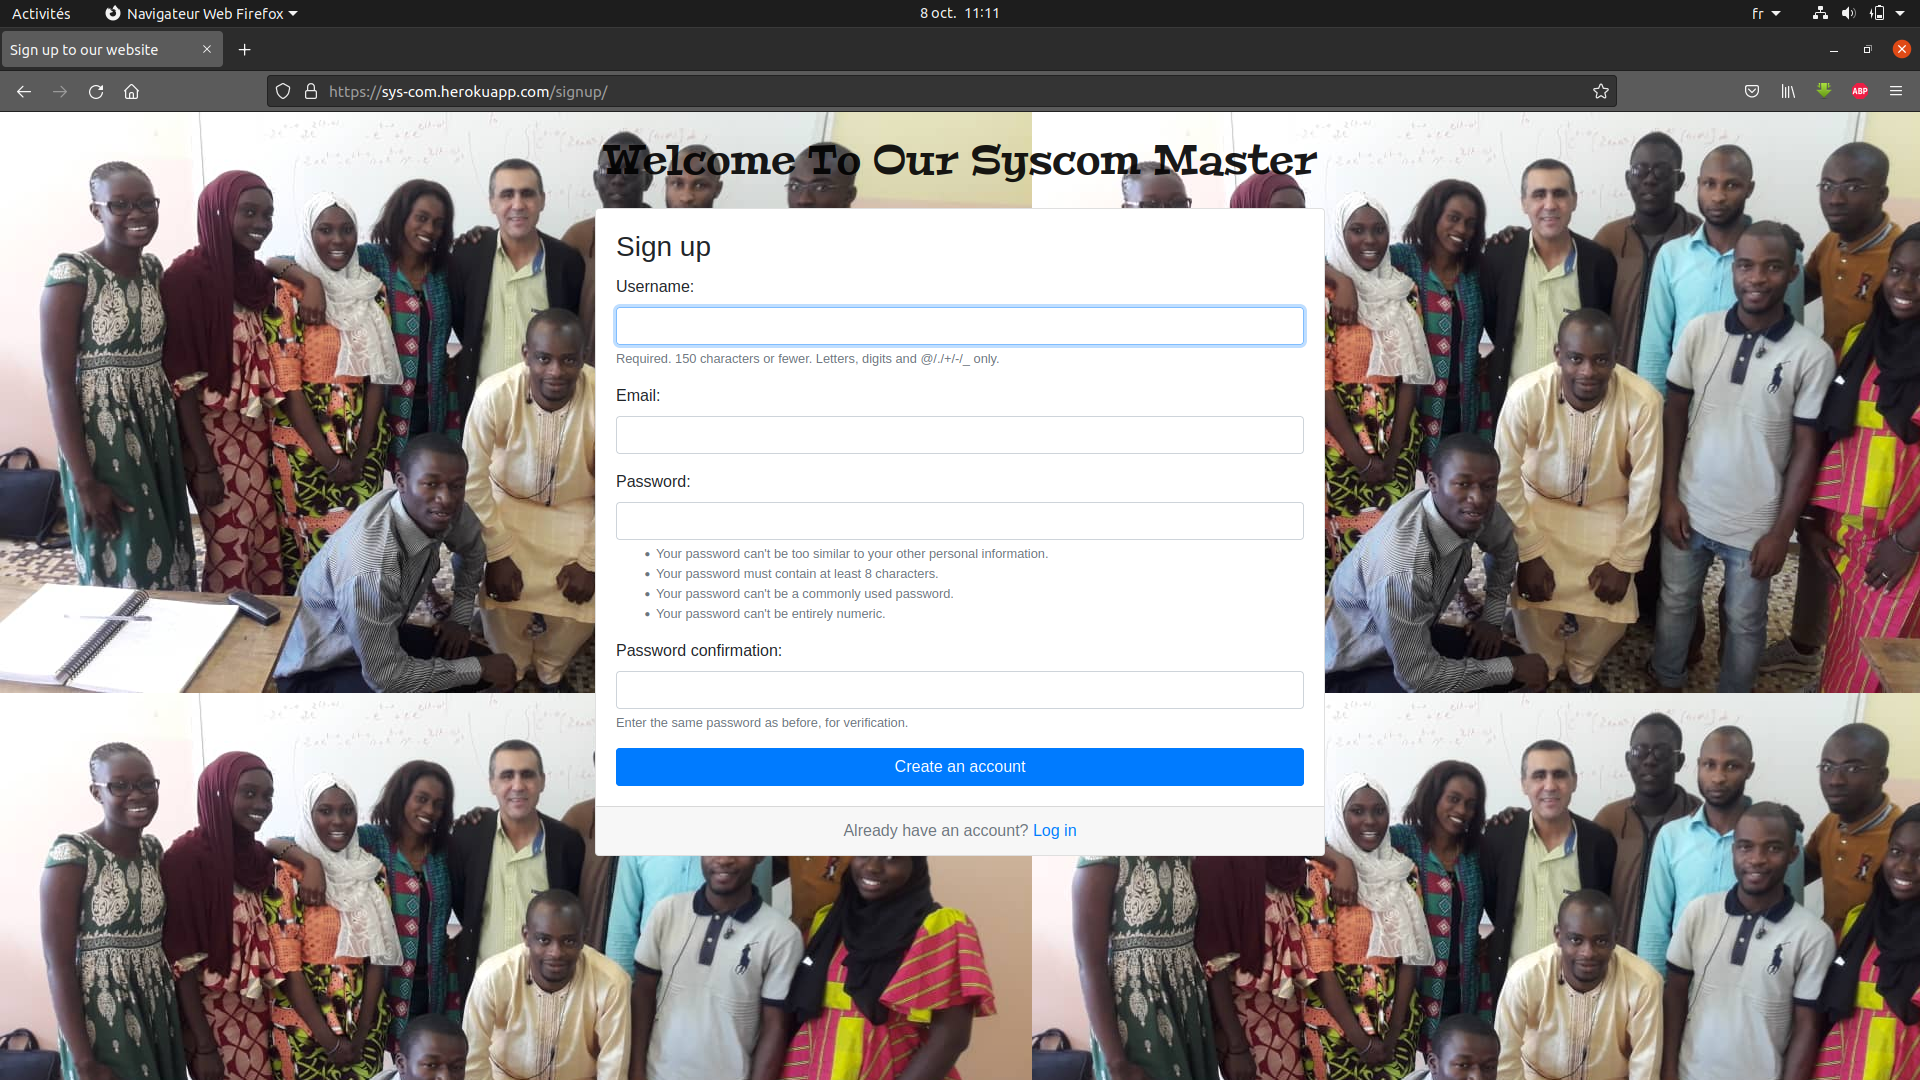 Activités
Navigateur Web Firefox
8 oct. 11:11
fr
Sign up to our website
https://sys-com.herokuapp.com/signup/
ABP
Welcome To Our Syscom Master
Sign up
Username:
Required. 150 characters or fewer. Letters, digits and @/./+/-/_ only.
Email:
Password:
• Your password can't be too similar to your other personal information.
• Your password must contain at least 8 characters.
• Your password can't be a commonly used password.
• Your password can't be entirely numeric.
Password confirmation:
Enter the same password as before, for verification.
Create an account
Already have an account? Log in